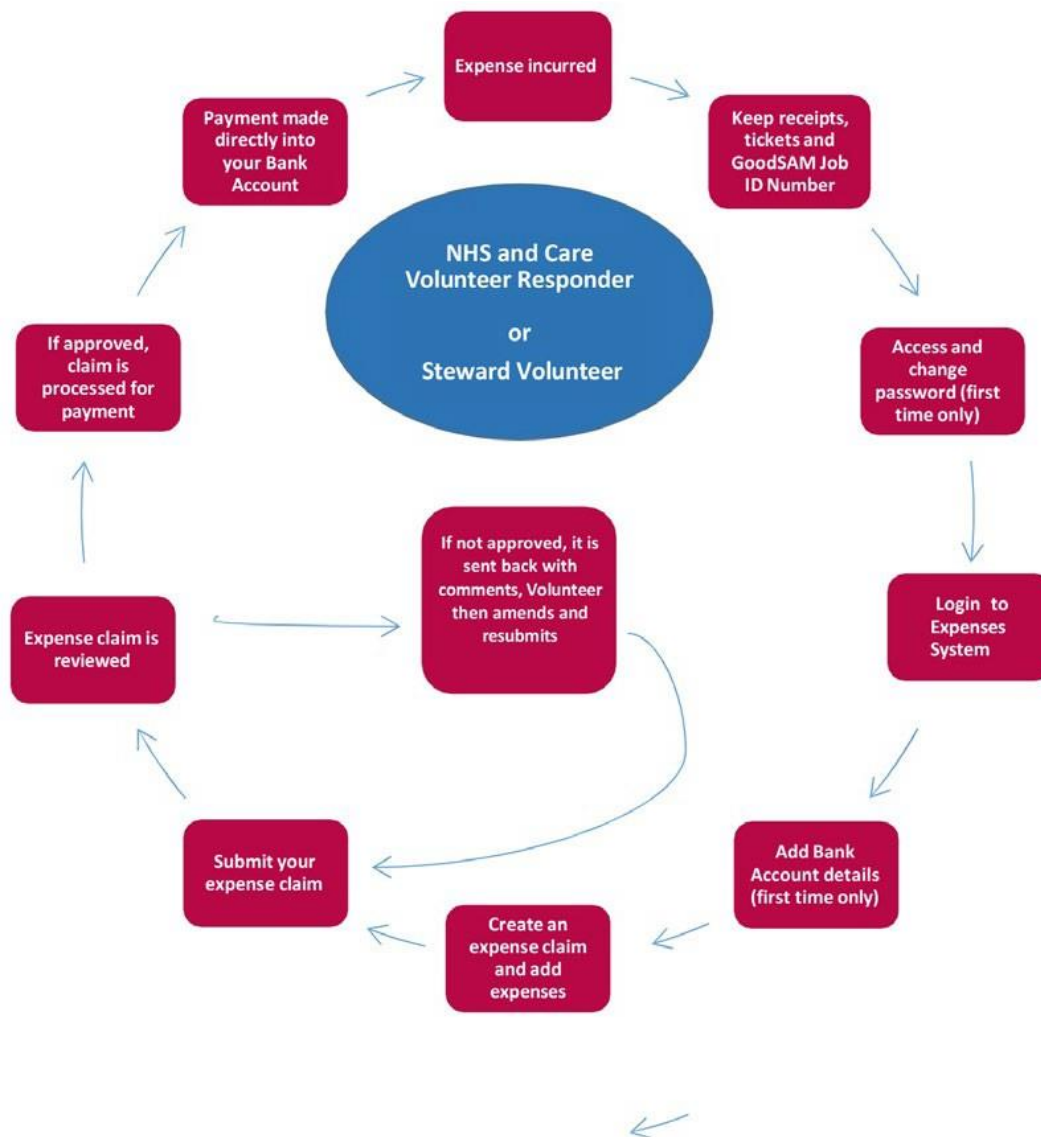 Expense incurred
Keep receipts,
tickets and
GoodSAM Job
ID Number
Access and
change
password (first
time only)
Login to
Expenses
System
Add Bank
Account details
(first time only)
Create an
expense claim
and add
expenses
Submit your
expense claim
Expense claim is
reviewed
If not approved, it is
sent back with
comments, Volunteer
then amends and
resubmits
If approved,
claim is
processed for
payment
Payment made
directly into
your Bank
Account
NHS and Care
Volunteer Responder
or
Steward Volunteer